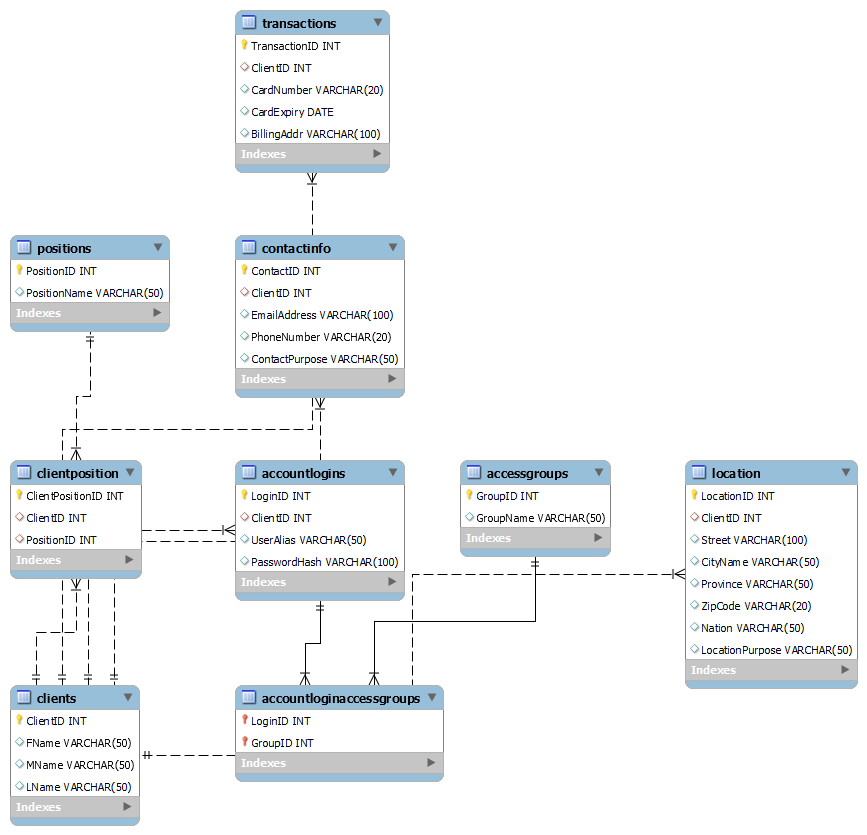 transactions
TransactionID INT
ClientID INT
CardNumber VARCHAR(20)
CardExpiry DATE
BillingAddr VARCHAR(100)
Indexes
positions
PositionID INT
PositionName VARCHAR(50)
Indexes
contactinfo
ContactID INT
ClientID INT
EmailAddress VARCHAR(100)
PhoneNumber VARCHAR(20)
ContactPurpose VARCHAR(50)
Indexes
clientposition
ClientPositionID INT
ClientID INT
PositionID INT
Indexes
accountlogins
LoginID INT
ClientID INT
UserAlias VARCHAR(50)
PasswordHash VARCHAR(100)
Indexes
accessgroups
GroupID INT
GroupName VARCHAR(50)
Indexes
location
LocationID INT
ClientID INT
Street VARCHAR(100)
CityName VARCHAR(50)
Province VARCHAR(50)
ZipCode VARCHAR(20)
Nation VARCHAR(50)
LocationPurpose VARCHAR(50)
Indexes
clients
ClientID INT
FName VARCHAR(50)
MName VARCHAR(50)
LName VARCHAR(50)
Indexes
accountloginaccessgroups
LoginID INT
GroupID INT
Indexes